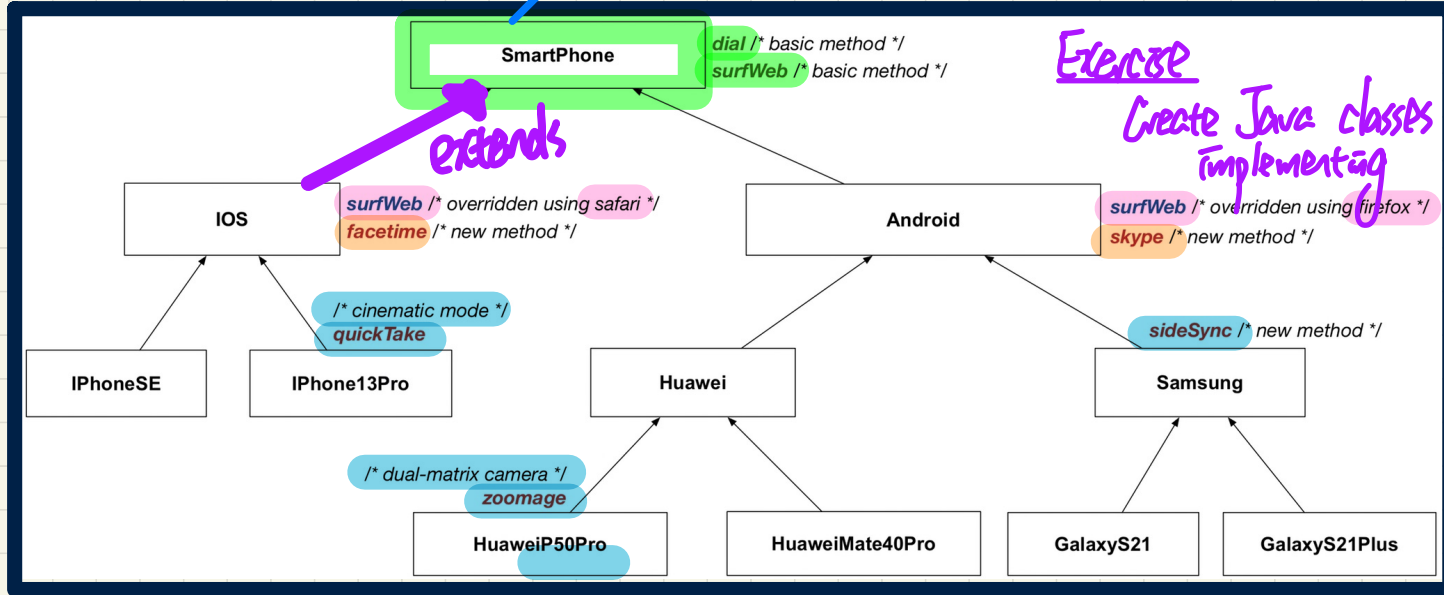 SmartPhone
dial /* basic method */
surfWeb /* basic method */
Exercise
Create Java classes
implementing
extends
IOS
surfWeb /* overridden using safari */
facetime /* new method */
Android
surfWeb /* overridden using firefox */
skype /* new method */
/* cinematic mode */
quickTake
sideSync /* new method */
IPhoneSE
IPhone13Pro
Huawei
Samsung
/* dual-matrix camera */
zoomage
HuaweiP50Pro
HuaweiMate40Pro
GalaxyS21
GalaxyS21Plus